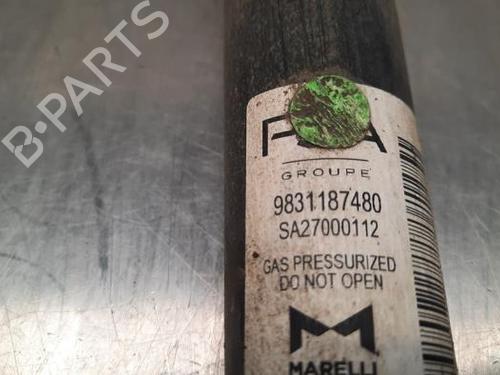 GROUPE
9831187480
SA27000112
GAS PRESSURIZED
DO NOT OPEN
MARELLI
B-PARTS